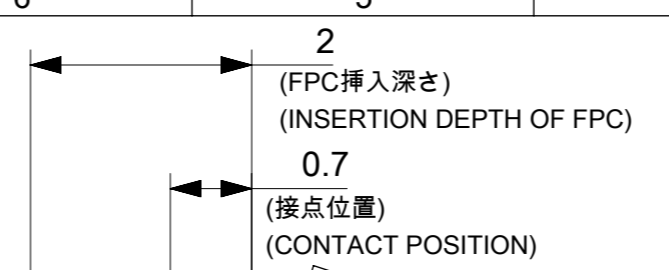 2
(FPC挿入深さ)
(INSERTION DEPTH OF FPC)
0.7
(接点位置)
(CONTACT POSITION)